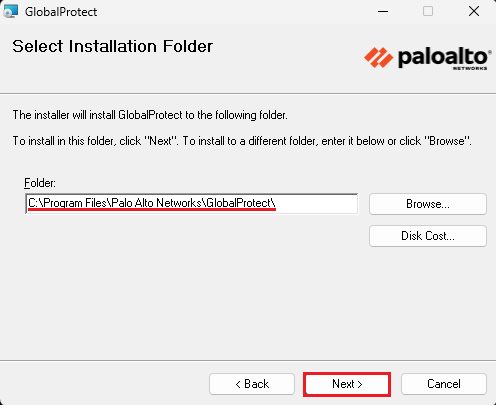 GlobalProtect
Select Installation Folder
paloalto®
NETWORKS
The installer will install GlobalProtect to the following folder.
To install in this folder, click "Next". To install to a different folder, enter it below or click "Browse".
Folder:
C:\Program Files\Palo Alto Networks\GlobalProtect\
Browse...
Disk Cost...
< Back
Next >
Cancel